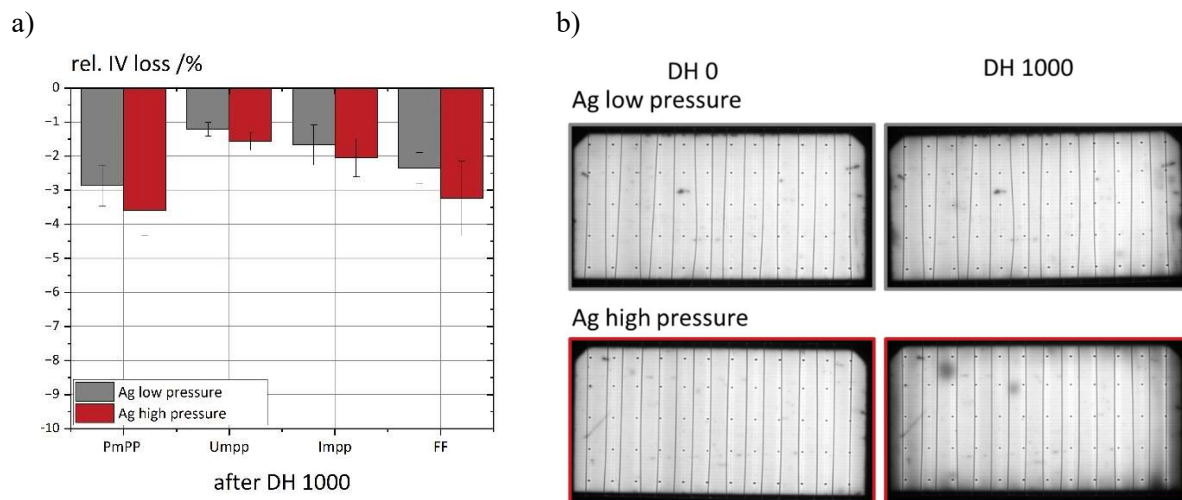 a)
rel. IV loss /%
0
−1
−2
−3
−4
−5
−6
−7
−8
−9
−10
Ag low pressure
Ag high pressure
PmPP Umpp Impp FF
after DH 1000
b)
DH 0 DH 1000
Ag low pressure
Ag high pressure